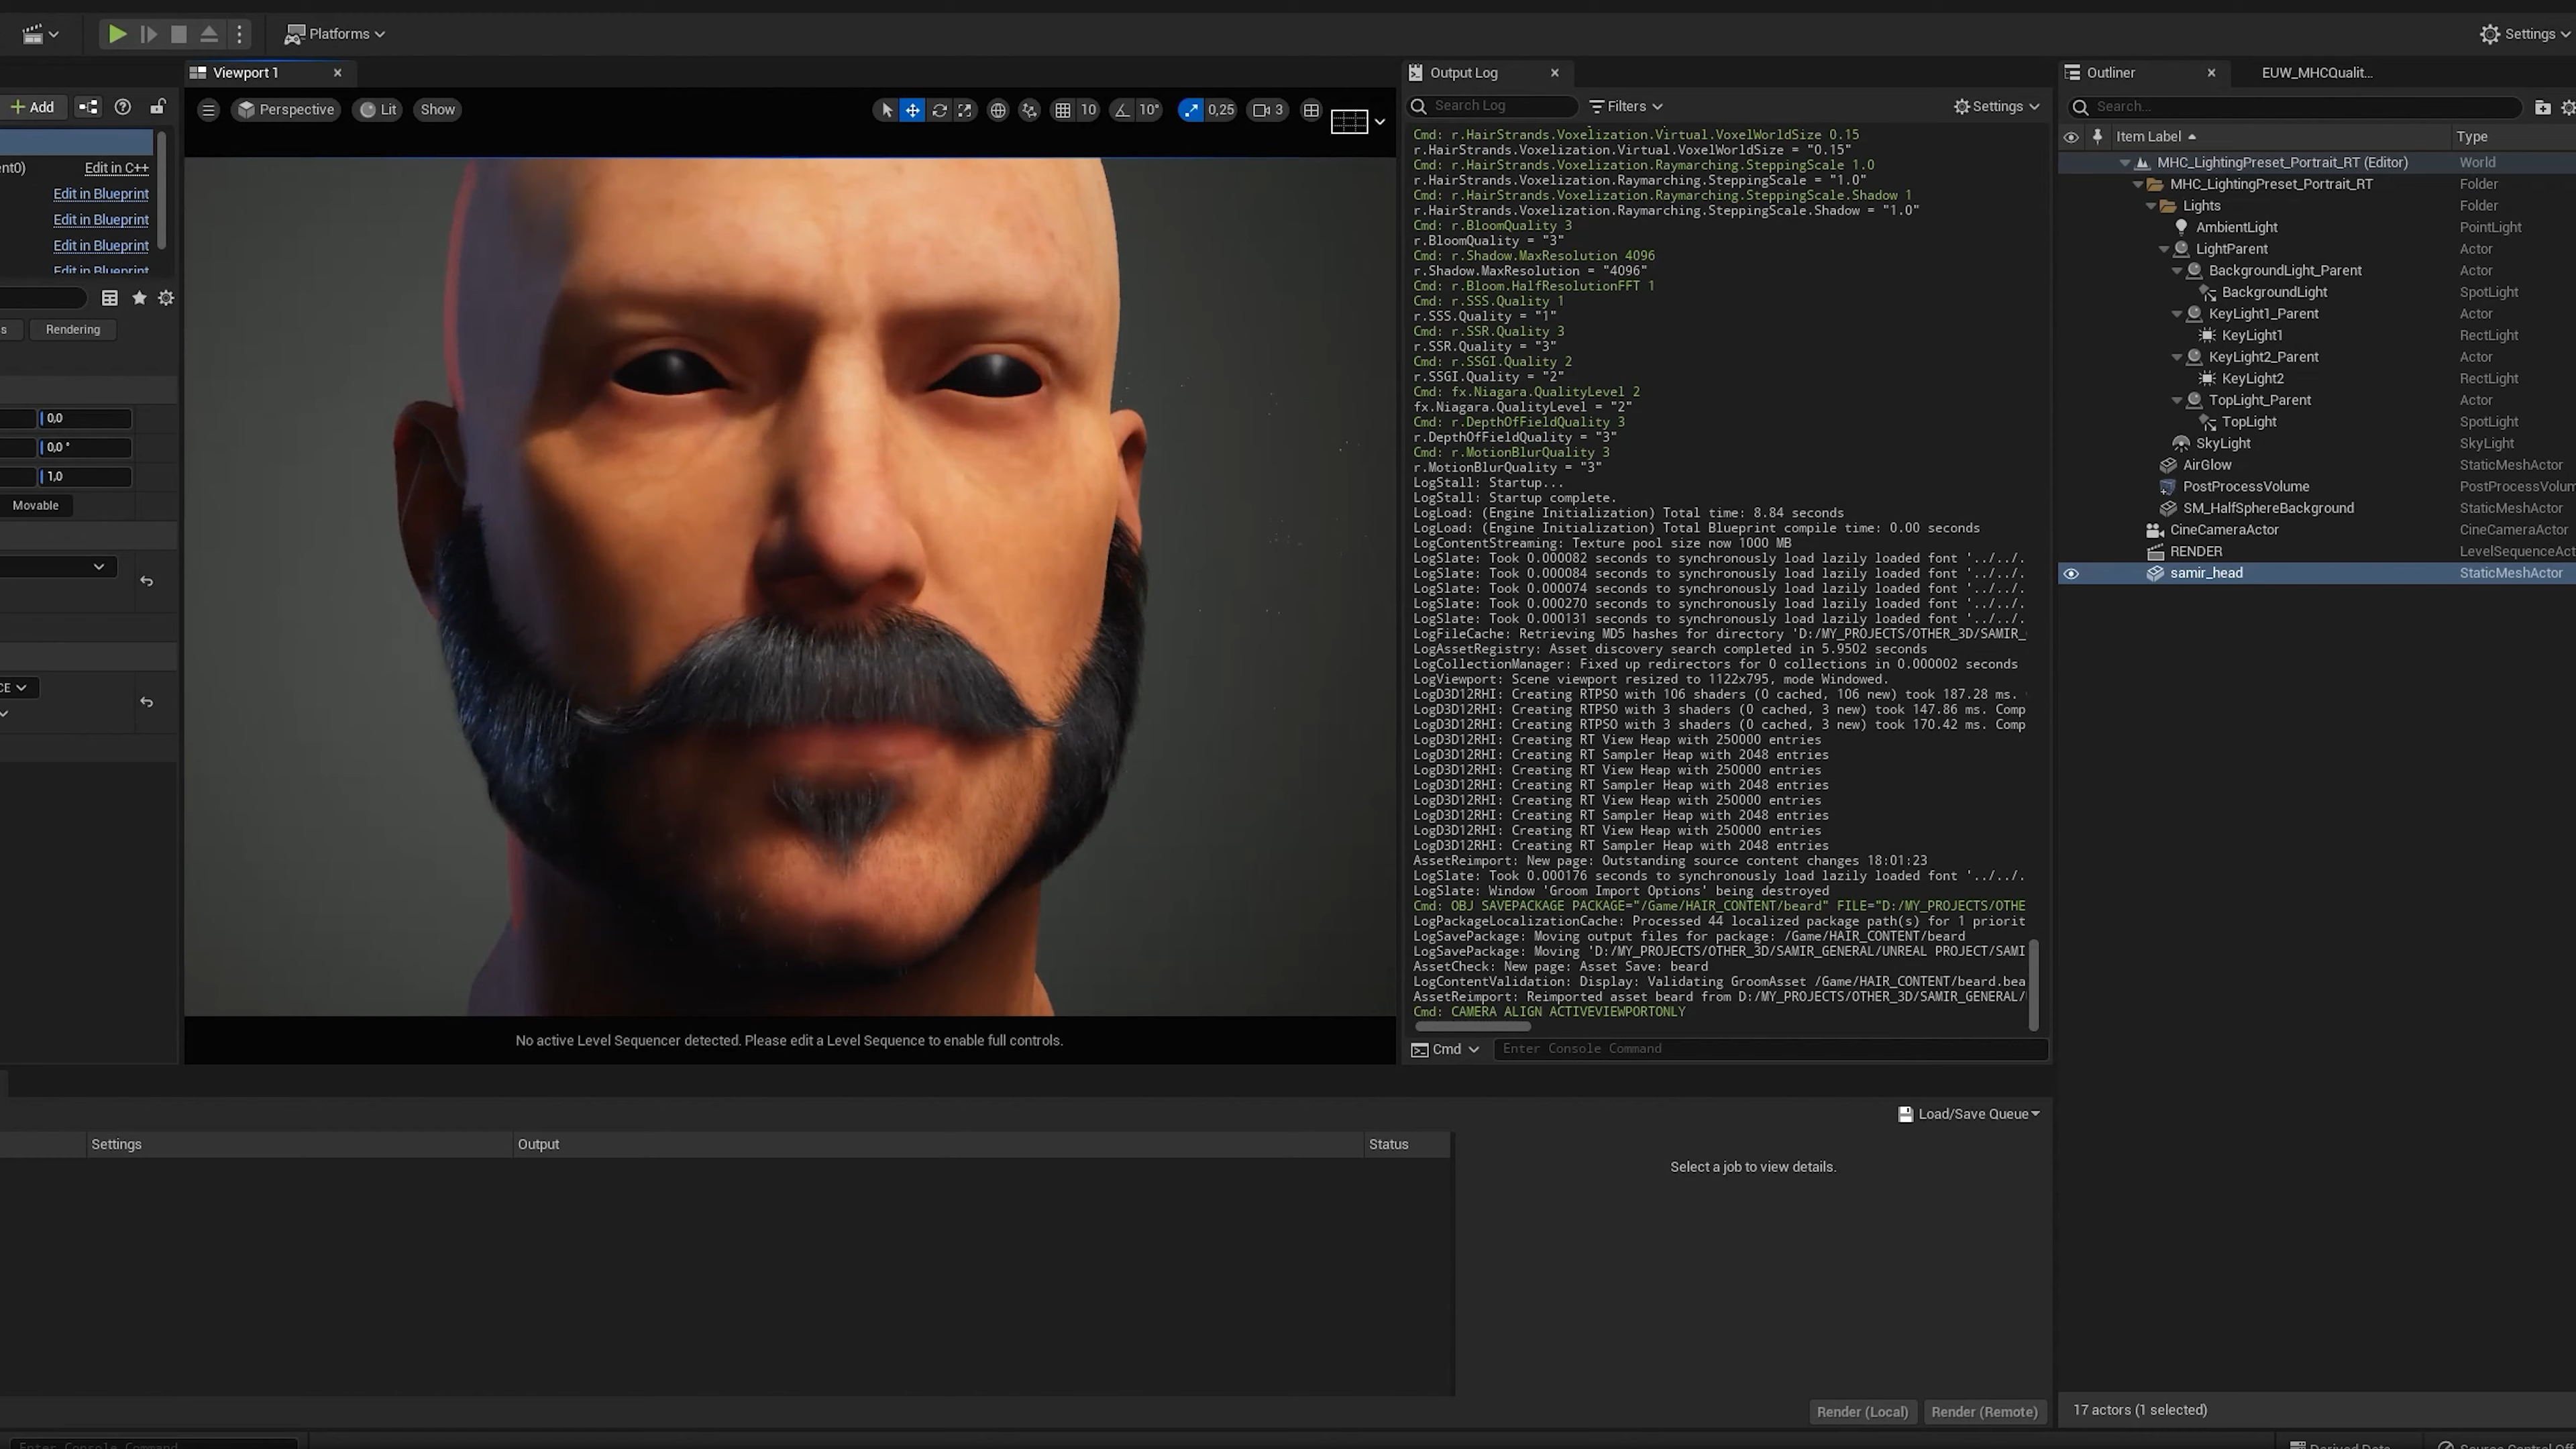 Platforms
Settings
Viewport 1
Output Log
Outliner
EUW_MHCQualit...
Add
Perspective
Lit
Show
10
10°
0,25
3
Search Log
Filters
Settings
Search...
Item Label
Type
ent0)
Edit in C++
Edit in Blueprint
Edit in Blueprint
Edit in Blueprint
Edit in Blueprint
s
Rendering
0,0
0,0 °
1,0
Movable
CE
No active Level Sequencer detected. Please edit a Level Sequence to enable full controls.
Cmd: r.HairStrands.Voxelization.Virtual.VoxelWorldSize 0.15
r.HairStrands.Voxelization.Virtual.VoxelWorldSize = "0.15"
Cmd: r.HairStrands.Voxelization.Raymarching.SteppingScale 1.0
r.HairStrands.Voxelization.Raymarching.SteppingScale = "1.0"
Cmd: r.HairStrands.Voxelization.Raymarching.SteppingScale.Shadow 1
r.HairStrands.Voxelization.Raymarching.SteppingScale.Shadow = "1.0"
Cmd: r.BloomQuality 3
r.BloomQuality = "3"
Cmd: r.Shadow.MaxResolution 4096
r.Shadow.MaxResolution = "4096"
Cmd: r.Bloom.HalfResolutionFFT 1
Cmd: r.SSS.Quality 1
r.SSS.Quality = "1"
Cmd: r.SSR.Quality 3
r.SSR.Quality = "3"
Cmd: r.SSGI.Quality 2
r.SSGI.Quality = "2"
Cmd: fx.Niagara.QualityLevel 2
fx.Niagara.QualityLevel = "2"
Cmd: r.DepthOfFieldQuality 3
r.DepthOfFieldQuality = "3"
Cmd: r.MotionBlurQuality 3
r.MotionBlurQuality = "3"
LogStall: Startup...
LogStall: Startup complete.
LogLoad: (Engine Initialization) Total time: 8.84 seconds
LogLoad: (Engine Initialization) Total Blueprint compile time: 0.00 seconds
LogContentStreaming: Texture pool size now 1000 MB
LogSlate: Took 0.000082 seconds to synchronously load lazily loaded font '../../.
LogSlate: Took 0.000084 seconds to synchronously load lazily loaded font '../../.
LogSlate: Took 0.000074 seconds to synchronously load lazily loaded font '../../.
LogSlate: Took 0.000270 seconds to synchronously load lazily loaded font '../../.
LogSlate: Took 0.000131 seconds to synchronously load lazily loaded font '../../.
LogFileCache: Retrieving MD5 hashes for directory 'D:/MY_PROJECTS/OTHER_3D/SAMIR_
LogAssetRegistry: Asset discovery search completed in 5.9502 seconds
LogCollectionManager: Fixed up redirectors for 0 collections in 0.000002 seconds
LogViewport: Scene viewport resized to 1122x795, mode Windowed.
LogD3D12RHI: Creating RTPSO with 106 shaders (0 cached, 106 new) took 187.28 ms.
LogD3D12RHI: Creating RTPSO with 3 shaders (0 cached, 3 new) took 147.86 ms. Comp
LogD3D12RHI: Creating RTPSO with 3 shaders (0 cached, 3 new) took 170.42 ms. Comp
LogD3D12RHI: Creating RT View Heap with 250000 entries
LogD3D12RHI: Creating RT Sampler Heap with 2048 entries
LogD3D12RHI: Creating RT View Heap with 250000 entries
LogD3D12RHI: Creating RT Sampler Heap with 2048 entries
LogD3D12RHI: Creating RT View Heap with 250000 entries
LogD3D12RHI: Creating RT Sampler Heap with 2048 entries
LogD3D12RHI: Creating RT View Heap with 250000 entries
LogD3D12RHI: Creating RT Sampler Heap with 2048 entries
AssetReimport: New page: Outstanding source content changes 18:01:23
LogSlate: Took 0.000176 seconds to synchronously load lazily loaded font '../../.
LogSlate: Window 'Groom Import Options' being destroyed
Cmd: OBJ SAVEPACKAGE PACKAGE="/Game/HAIR_CONTENT/beard" FILE="D:/MY_PROJECTS/OTHE
LogPackageLocalizationCache: Processed 44 localized package path(s) for 1 priorit
LogSavePackage: Moving output files for package: /Game/HAIR_CONTENT/beard
LogSavePackage: Moving 'D:/MY_PROJECTS/OTHER_3D/SAMIR_GENERAL/UNREAL PROJECT/SAMI
AssetCheck: New page: Asset Save: beard
LogContentValidation: Display: Validating GroomAsset /Game/HAIR_CONTENT/beard.bea
AssetReimport: Reimported asset beard from D:/MY_PROJECTS/OTHER_3D/SAMIR_GENERAL/
Cmd: CAMERA ALIGN ACTIVEVIEWPORTONLY
Cmd
Enter Console Command
MHC_LightingPreset_Portrait_RT (Editor) World
MHC_LightingPreset_Portrait_RT Folder
Lights Folder
AmbientLight PointLight
LightParent Actor
BackgroundLight_Parent Actor
BackgroundLight SpotLight
KeyLight1_Parent Actor
KeyLight1 RectLight
KeyLight2_Parent Actor
KeyLight2 RectLight
TopLight_Parent Actor
TopLight SpotLight
SkyLight SkyLight
AirGlow StaticMeshActor
PostProcessVolume PostProcessVolum
SM_HalfSphereBackground StaticMeshActor
CineCameraActor CineCameraActor
RENDER LevelSequenceAct
samir_head StaticMeshActor
Load/Save Queue
Settings
Output
Status
Select a job to view details.
Render (Local)
Render (Remote)
17 actors (1 selected)
Enter Console Command